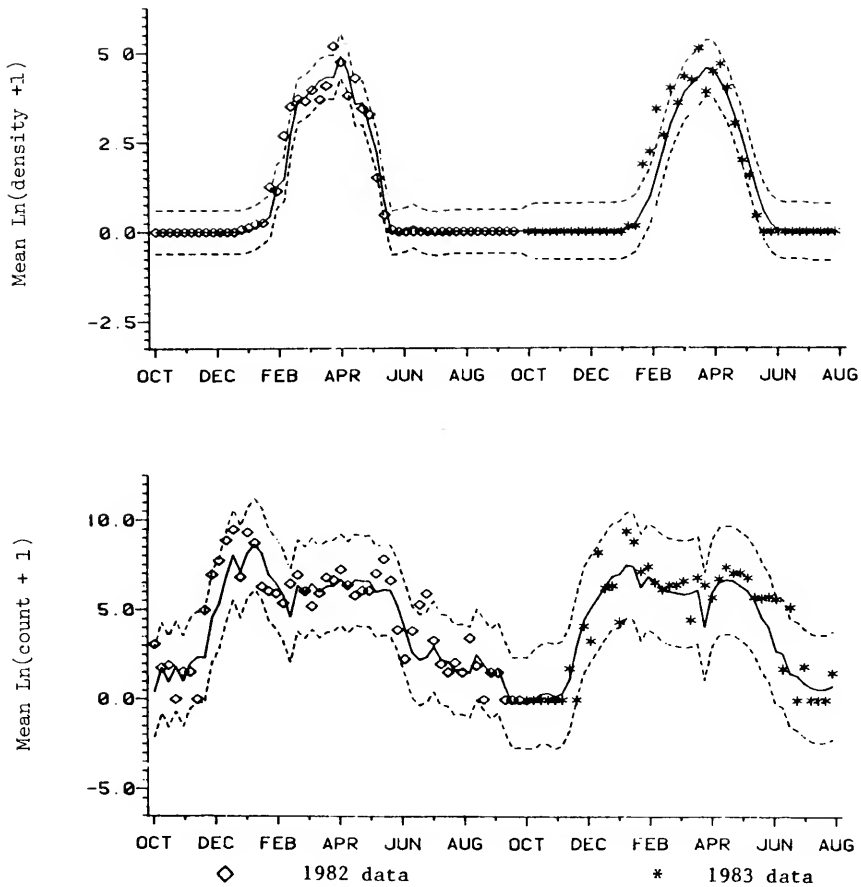 Mean Ln(density +1)
5.0
2.5
0.0
-2.5
OCT DEC FEB APR JUN AUG OCT DEC FEB APR JUN AUG
Mean Ln(count + 1)
10.0
5.0
0.0
-5.0
OCT DEC FEB APR JUN AUG OCT DEC FEB APR JUN AUG
1982 data
1983 data